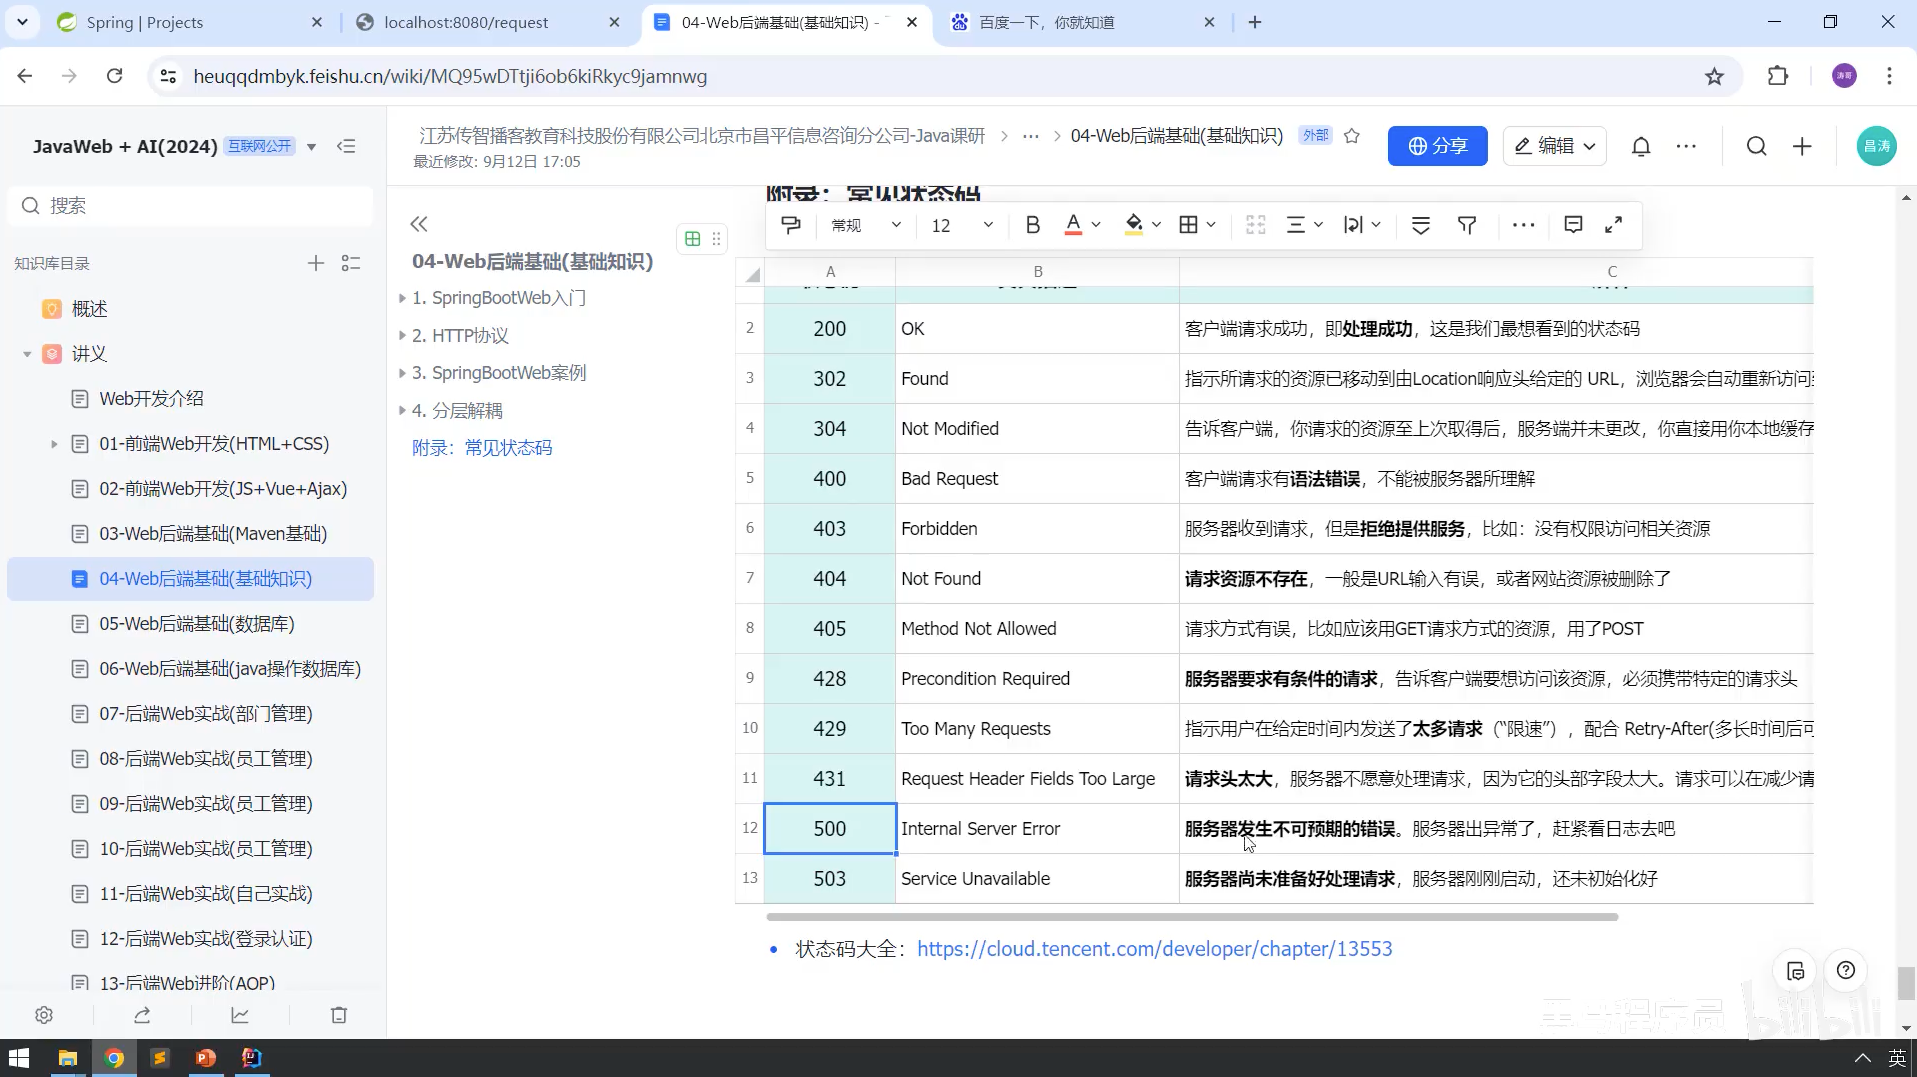 Spring | Projects
localhost:8080/request
04-Web后端基础(基础知识) -
百度一下，你就知道
heuqqdmbyk.feishu.cn/wiki/MQ95wDTtji6ob6kiRkyc9jamnwg
JavaWeb + AI(2024) 互联网公开
搜索
知识库目录
概述
讲义
Web开发介绍
01-前端Web开发(HTML+CSS)
02-前端Web开发(JS+Vue+Ajax)
03-Web后端基础(Maven基础)
04-Web后端基础(基础知识)
05-Web后端基础(数据库)
06-Web后端基础(java操作数据库)
07-后端Web实战(部门管理)
08-后端Web实战(员工管理)
09-后端Web实战(员工管理)
10-后端Web实战(员工管理)
11-后端Web实战(自己实战)
12-后端Web实战(登录认证)
13-后端Web进阶(AOP)
江苏传智播客教育科技股份有限公司北京市昌平信息咨询分公司-Java课研 > ··· > 04-Web后端基础(基础知识) 外部
最近修改: 9月12日 17:05
分享
编辑
昌涛
04-Web后端基础(基础知识)
1. SpringBootWeb入门
2. HTTP协议
3. SpringBootWeb案例
4. 分层解耦
附录：常见状态码
附录：常见状态码
常规 12 B A
A B C
2 200 OK 客户端请求成功，即处理成功，这是我们最想看到的状态码
3 302 Found 指示所请求的资源已移动到由Location响应头给定的 URL，浏览器会自动重新访问到
4 304 Not Modified 告诉客户端，你请求的资源至上次取得后，服务端并未更改，你直接用你本地缓存
5 400 Bad Request 客户端请求有语法错误，不能被服务器所理解
6 403 Forbidden 服务器收到请求，但是拒绝提供服务，比如：没有权限访问相关资源
7 404 Not Found 请求资源不存在，一般是URL输入有误，或者网站资源被删除了
8 405 Method Not Allowed 请求方式有误，比如应该用GET请求方式的资源，用了POST
9 428 Precondition Required 服务器要求有条件的请求，告诉客户端要想访问该资源，必须携带特定的请求头
10 429 Too Many Requests 指示用户在给定时间内发送了太多请求（“限速”），配合 Retry-After(多长时间后可
11 431 Request Header Fields Too Large 请求头太大，服务器不愿意处理请求，因为它的头部字段太大。请求可以在减少请
12 500 Internal Server Error 服务器发生不可预期的错误。服务器出异常了，赶紧看日志去吧
13 503 Service Unavailable 服务器尚未准备好处理请求，服务器刚刚启动，还未初始化好
状态码大全：https://cloud.tencent.com/developer/chapter/13553
bilibili
英